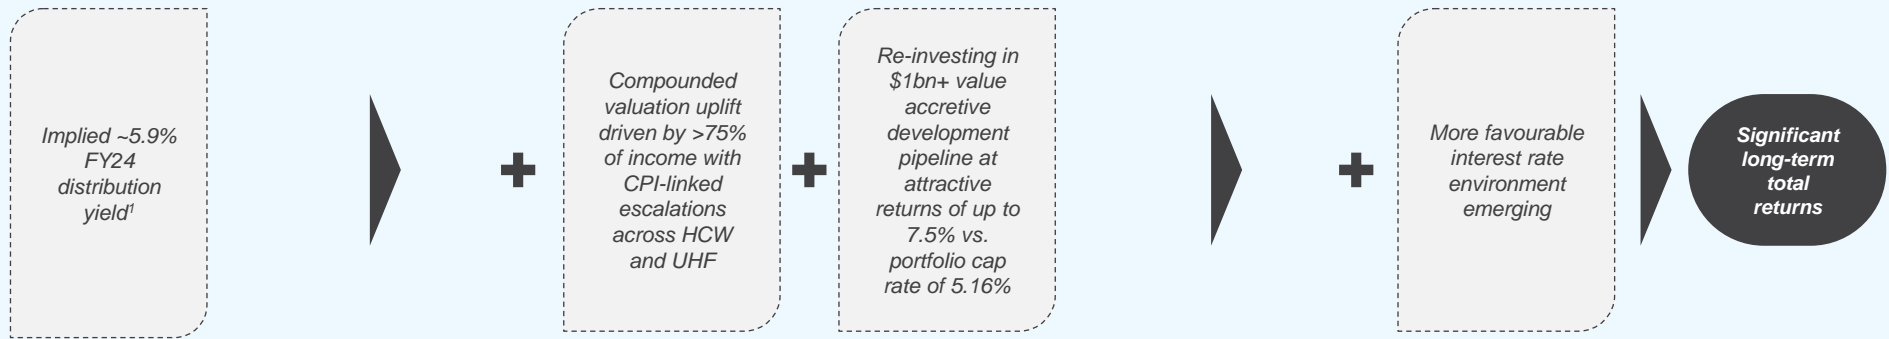 Implied ~5.9%
FY24
distribution
yield¹
Compounded
valuation uplift
driven by >75%
of income with
CPI-linked
escalations
across HCW
and UHF
Re-investing in
$1bn+ value
accretive
development
pipeline at
attractive
returns of up to
7.5% vs.
portfolio cap
rate of 5.16%
More favourable
interest rate
environment
emerging
Significant
long-term
total
returns